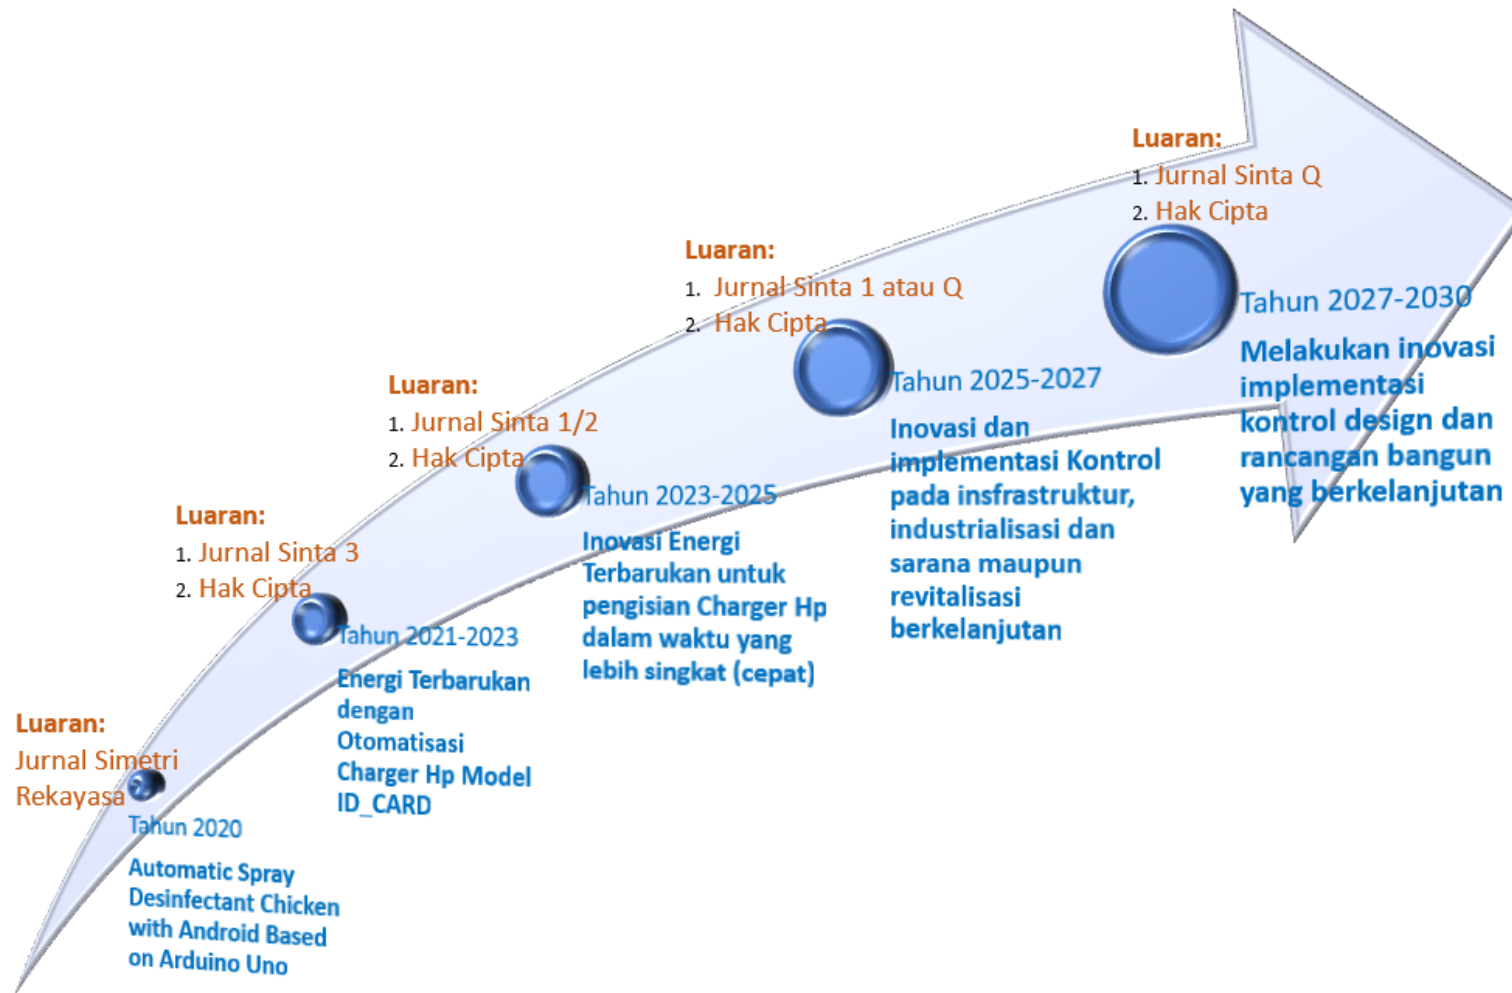 Luaran:
Jurnal Simetri
Rekayasa
Tahun 2020
Automatic Spray
Desinfectant Chicken
with Android Based
on Arduino Uno
Luaran:
1. Jurnal Sinta 3
2. Hak Cipta
Tahun 2021-2023
Energi Terbarukan
dengan
Otomatisasi
Charger Hp Model
ID_CARD
Luaran:
1. Jurnal Sinta 1/2
2. Hak Cipta
Tahun 2023-2025
Inovasi Energi
Terbarukan untuk
pengisian Charger Hp
dalam waktu yang
lebih singkat (cepat)
Luaran:
1. Jurnal Sinta 1 atau Q
2. Hak Cipta
Tahun 2025-2027
Inovasi dan
implementasi Kontrol
pada insfrastruktur,
industrialisasi dan
sarana maupun
revitalisasi
berkelanjutan
Luaran:
1. Jurnal Sinta Q
2. Hak Cipta
Tahun 2027-2030
Melakukan inovasi
implementasi
kontrol design dan
rancangan bangun
yang berkelanjutan